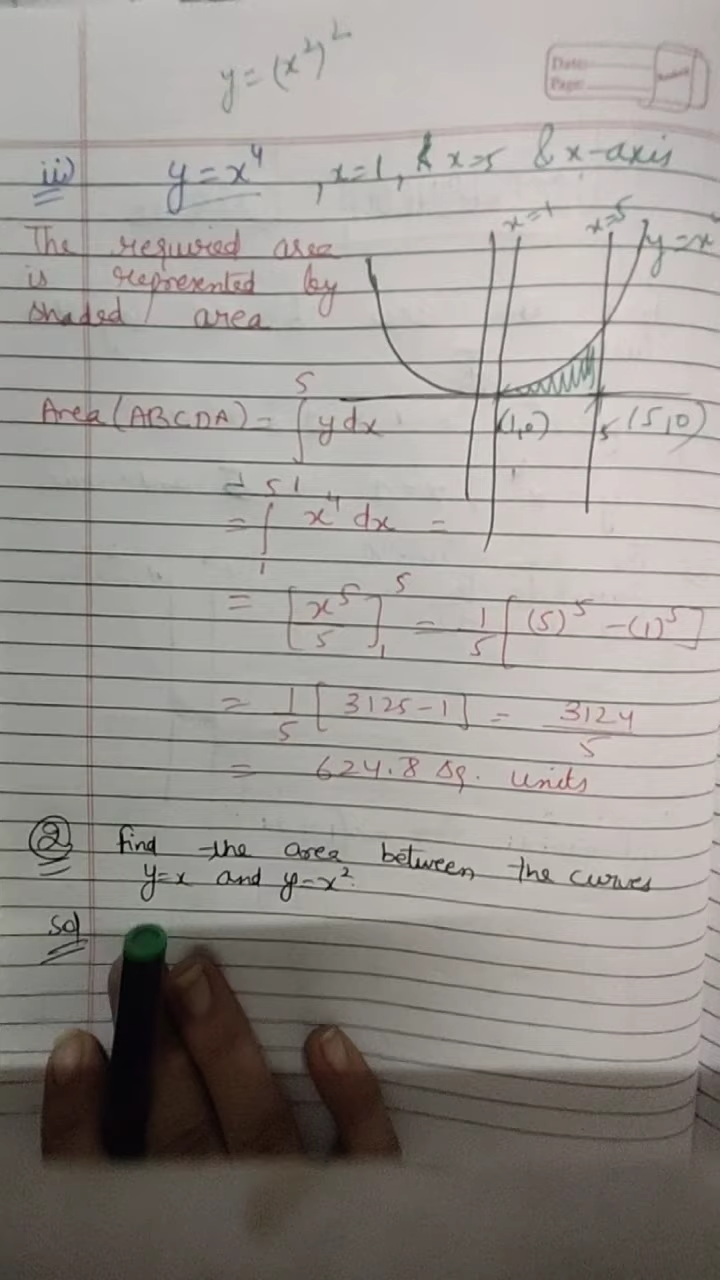 y = (x²)²
Date:
Page:
iii) y = x⁴ , x=1, & x=5 & x-axis
x=1 x=5 y=x
The required area
is represented by
shaded area
(1,0) 5 (5,0)
Area (ABCDA) = ∫₁⁵ y dx
= ∫₁⁵ x⁴ dx =
= [x⁵/5]₁⁵ = 1/5 [(5)⁵ - (1)⁵]
= 1/5 [3125-1] = 3124/5
= 624.8 sq. units
② find the area between the curves
y=x and y=x².
Sol